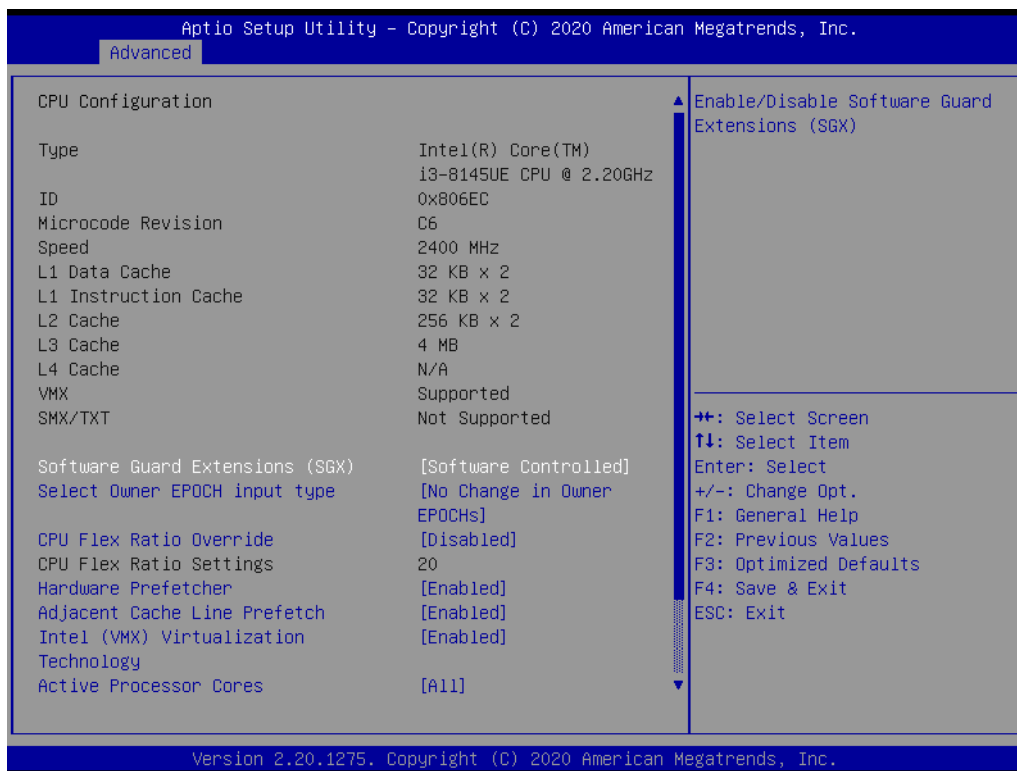 Aptio Setup Utility – Copyright (C) 2020 American Megatrends, Inc.
Advanced
CPU Configuration
Type Intel(R) Core(TM)
i3-8145UE CPU @ 2.20GHz
ID 0x806EC
Microcode Revision C6
Speed 2400 MHz
L1 Data Cache 32 KB x 2
L1 Instruction Cache 32 KB x 2
L2 Cache 256 KB x 2
L3 Cache 4 MB
L4 Cache N/A
VMX Supported
SMX/TXT Not Supported
Software Guard Extensions (SGX) [Software Controlled]
Select Owner EPOCH input type [No Change in Owner
EPOCHs]
CPU Flex Ratio Override [Disabled]
CPU Flex Ratio Settings 20
Hardware Prefetcher [Enabled]
Adjacent Cache Line Prefetch [Enabled]
Intel (VMX) Virtualization [Enabled]
Technology
Active Processor Cores [All]
Enable/Disable Software Guard
Extensions (SGX)
→←: Select Screen
↑↓: Select Item
Enter: Select
+/-: Change Opt.
F1: General Help
F2: Previous Values
F3: Optimized Defaults
F4: Save & Exit
ESC: Exit
Version 2.20.1275. Copyright (C) 2020 American Megatrends, Inc.